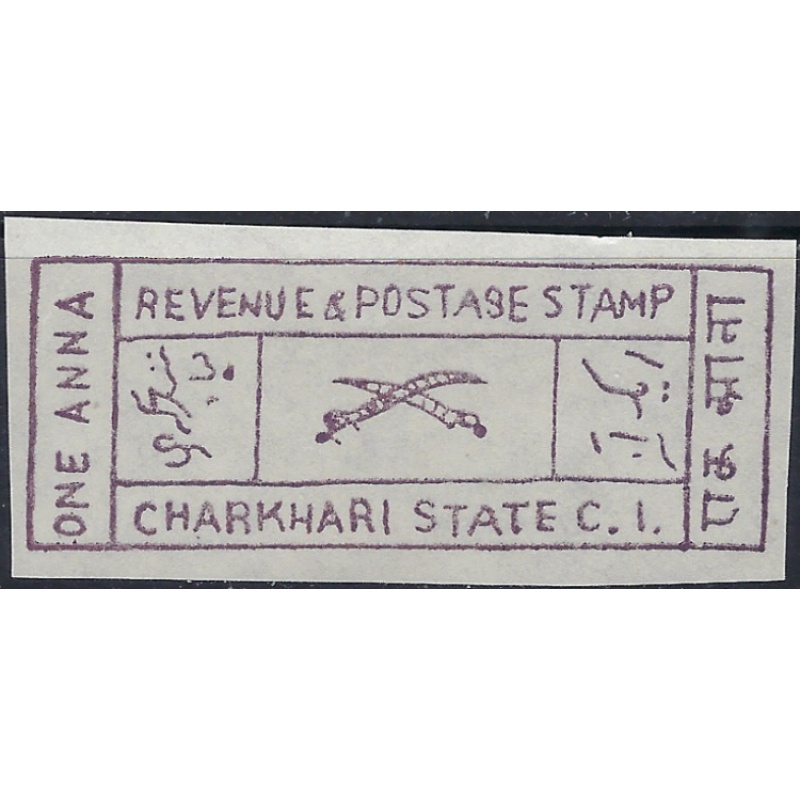 REVENUE & POSTAGE STAMP
ONE ANNA
एक आना
CHARKHARI STATE C. I.